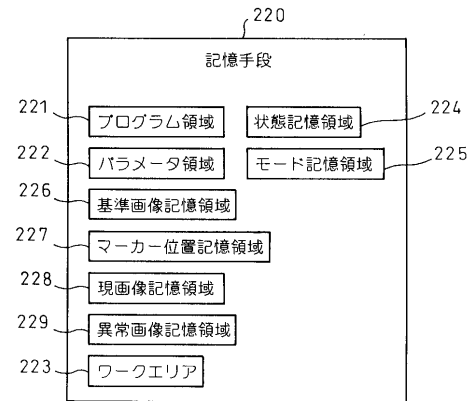 220
記憶手段
221 プログラム領域 状態記憶領域 224
222 パラメータ領域 モード記憶領域 225
226 基準画像記憶領域
227 マーカー位置記憶領域
228 現画像記憶領域
229 異常画像記憶領域
223 ワークエリア